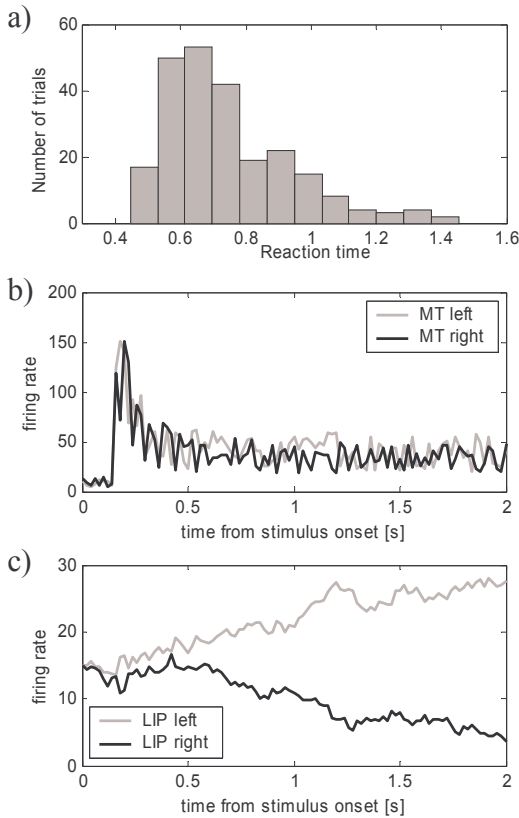 a)
60
40
20
0
Number of trials
0.4 0.6 0.8 1 1.2 1.4 1.6
Reaction time
b)
200
150
100
50
0
firing rate
MT left
MT right
0 0.5 1 1.5 2
time from stimulus onset [s]
c)
30
20
10
0
firing rate
LIP left
LIP right
0 0.5 1 1.5 2
time from stimulus onset [s]